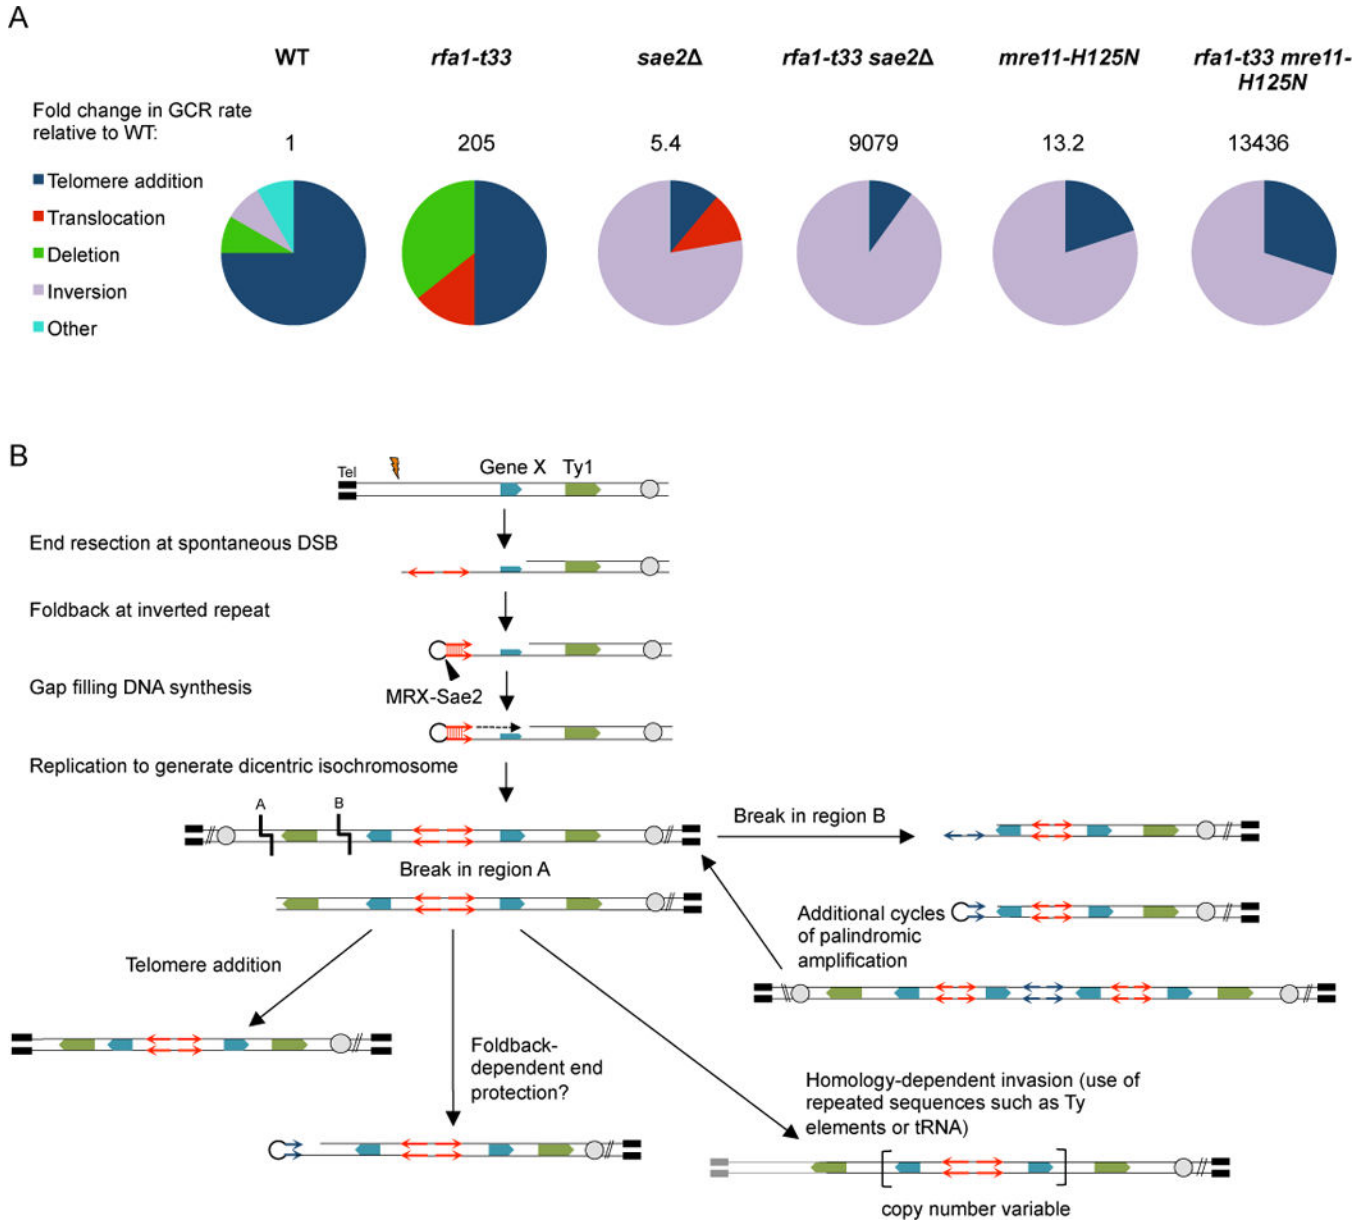 A
WT
rfa1-t33
sae2Δ
rfa1-t33 sae2Δ
mre11-H125N
rfa1-t33 mre11-
H125N
Fold change in GCR rate
relative to WT:
1
205
5.4
9079
13.2
13436
Telomere addition
Translocation
Deletion
Inversion
Other
B
Tel
Gene X
Ty1
End resection at spontaneous DSB
Foldback at inverted repeat
Gap filling DNA synthesis
MRX-Sae2
Replication to generate dicentric isochromosome
A
B
Break in region B
Break in region A
Additional cycles
of palindromic
amplification
Telomere addition
Foldback-
dependent end
protection?
Homology-dependent invasion (use of
repeated sequences such as Ty
elements or tRNA)
copy number variable